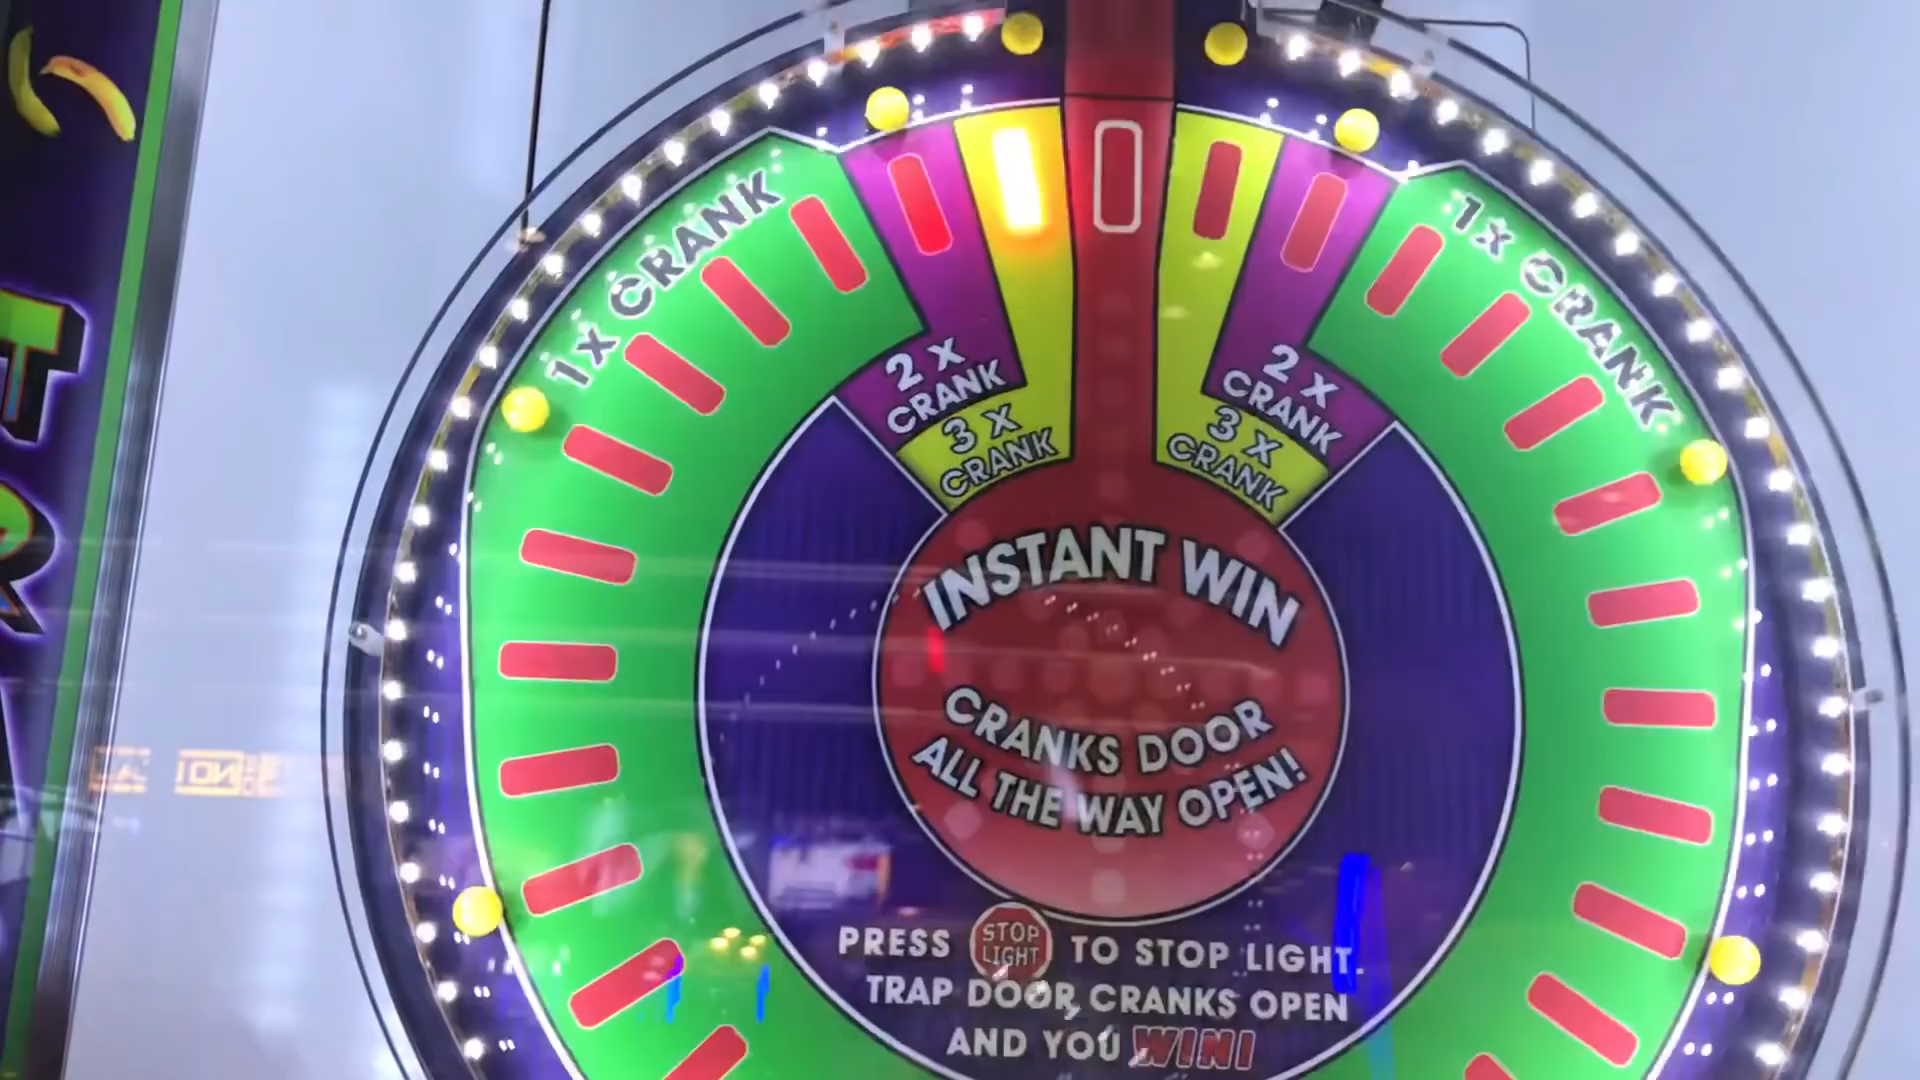 1x CRANK
1x CRANK
2 x
CRANK
3 x
CRANK
2 x
CRANK
3 x
CRANK
INSTANT WIN
CRANKS DOOR
ALL THE WAY OPEN!
PRESS STOP LIGHT TO STOP LIGHT.
TRAP DOOR CRANKS OPEN
AND YOU WIN!